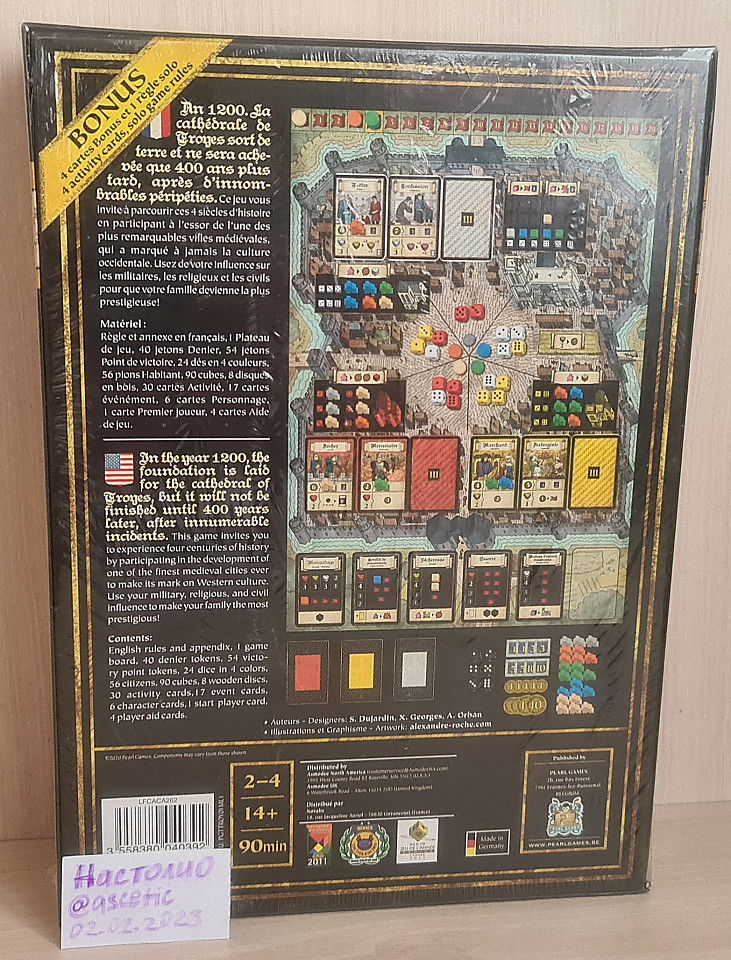 BONUS
4 cartes Bonus et 1 règle solo
4 activity cards, solo game rules
An 1200. La
cathédrale de
Troyes sort de
terre et ne sera ache-
vée que 400 ans plus
tard, après d'innom-
brables péripéties. Ce jeu vous
invite à parcourir ces 4 siècles d'histoire
en participant à l'essor de l'une des
plus remarquables villes médiévales,
qui a marqué à jamais la culture
occidentale. Usez de votre influence sur
les militaires, les religieux et les civils
pour que votre famille devienne la plus
prestigieuse!
Matériel :
Règle et annexe en français, 1 Plateau
de jeu, 40 Jetons Denier, 54 jetons
Point de victoire, 24 dés en 4 couleurs,
56 pions Habitant, 90 cubes, 8 disques
en bois, 30 cartes Activité, 17 cartes
événement, 6 cartes Personnage,
1 carte Premier joueur, 4 cartes Aide
de jeu.
In the year 1200, the
foundation is laid
for the cathedral of
Troyes, but it will not be
finished until 400 years
later, after innumerable
incidents. This game invites you
to experience four centuries of history
by participating in the development of
one of the finest medieval cities ever
to make its mark on Western culture.
Use your military, religious, and civil
influence to make your family the most
prestigious!
Contents:
English rules and appendix, 1 game
board, 40 denier tokens, 54 victo-
ry point tokens, 24 dice in 4 colors,
56 citizens, 90 cubes, 8 wooden discs,
30 activity cards, 17 event cards,
6 character cards, 1 start player card,
4 player aid cards.
Confession
III
Archer
Mercenaire
III
Marchand
III
• Auteurs - Designers: S. Dujardin, X. Georges, A. Orban
• Illustrations et Graphisme - Artwork: alexandre-roche.com
©2020 Pearl Games. Components may vary from those shown.
LFCACA262
3 558380 040392
2–4
14+
90min
Distributed by
Asmodee North America
Asmodee UK
Distribué par
Novalis
2011
Made in
Germany
Published by
PEARL GAMES
BELGIUM
WWW.PEARLGAMES.BE
Настолио
@ascetic
02.02.2023